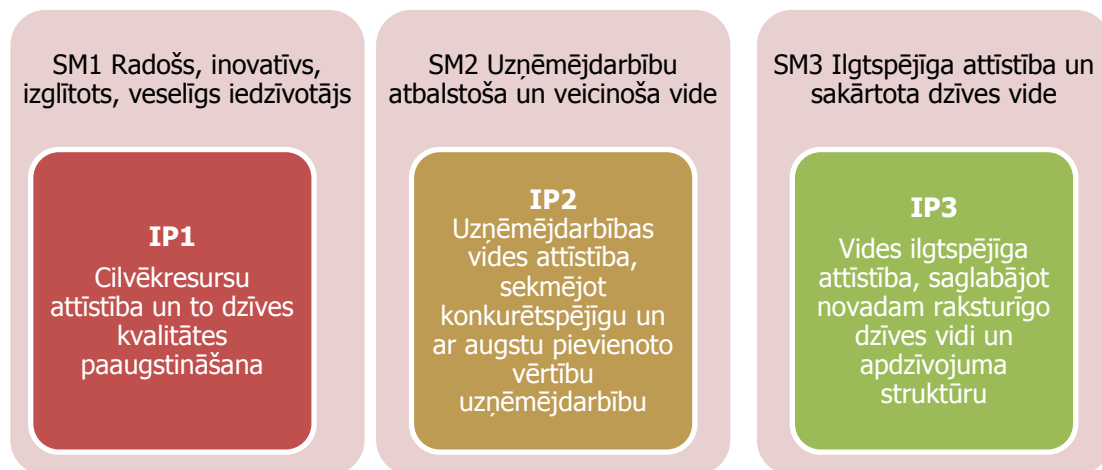 SM1 Radošs, inovatīvs,
izglītots, veselīgs iedzīvotājs
IP1
Cilvēkresursu
attīstība un to dzīves
kvalitātes
paaugstināšana
SM2 Uzņēmējdarbību
atbalstoša un veicinoša vide
IP2
Uzņēmējdarbības
vides attīstība,
sekmējot
konkurētspējīgu un
ar augstu pievienoto
vērtību
uzņēmējdarbību
SM3 Ilgtspējīga attīstība un
sakārtota dzīves vide
IP3
Vides ilgtspējīga
attīstība, saglabājot
novadam raksturīgo
dzīves vidi un
apdzīvojuma
struktūru